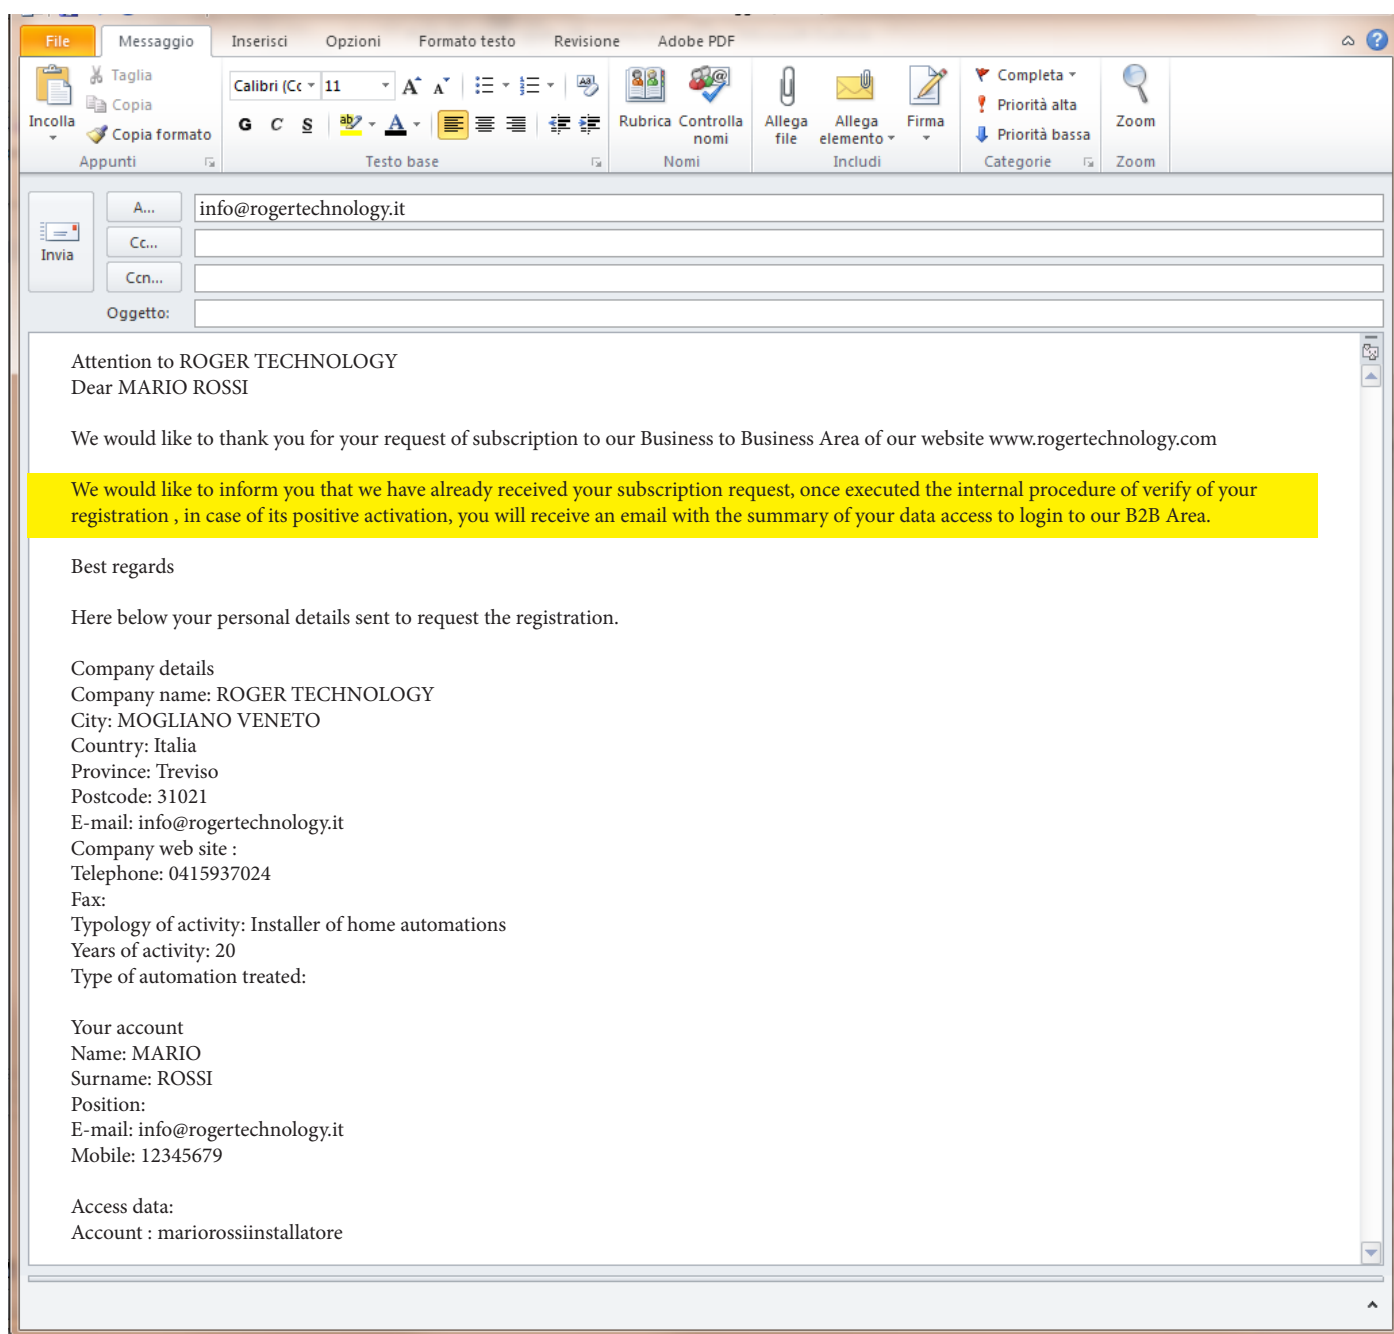 File Messaggio Inserisci Opzioni Formato testo Revisione Adobe PDF
Incolla
Taglia
Copia
Copia formato
Appunti
Calibri (Cc 11
G C S
Testo base
Rubrica Controlla nomi
Nomi
Allega file Allega elemento Firma
Includi
Completa
Priorità alta
Priorità bassa
Categorie
Zoom
Zoom
Invia
A... info@rogertechnology.it
Cc...
Ccn...
Oggetto:
Attention to ROGER TECHNOLOGY
Dear MARIO ROSSI
We would like to thank you for your request of subscription to our Business to Business Area of our website www.rogertechnology.com
We would like to inform you that we have already received your subscription request, once executed the internal procedure of verify of your
registration , in case of its positive activation, you will receive an email with the summary of your data access to login to our B2B Area.
Best regards
Here below your personal details sent to request the registration.
Company details
Company name: ROGER TECHNOLOGY
City: MOGLIANO VENETO
Country: Italia
Province: Treviso
Postcode: 31021
E-mail: info@rogertechnology.it
Company web site :
Telephone: 0415937024
Fax:
Typology of activity: Installer of home automations
Years of activity: 20
Type of automation treated:
Your account
Name: MARIO
Surname: ROSSI
Position:
E-mail: info@rogertechnology.it
Mobile: 12345679
Access data:
Account : mariorossiinstallatore